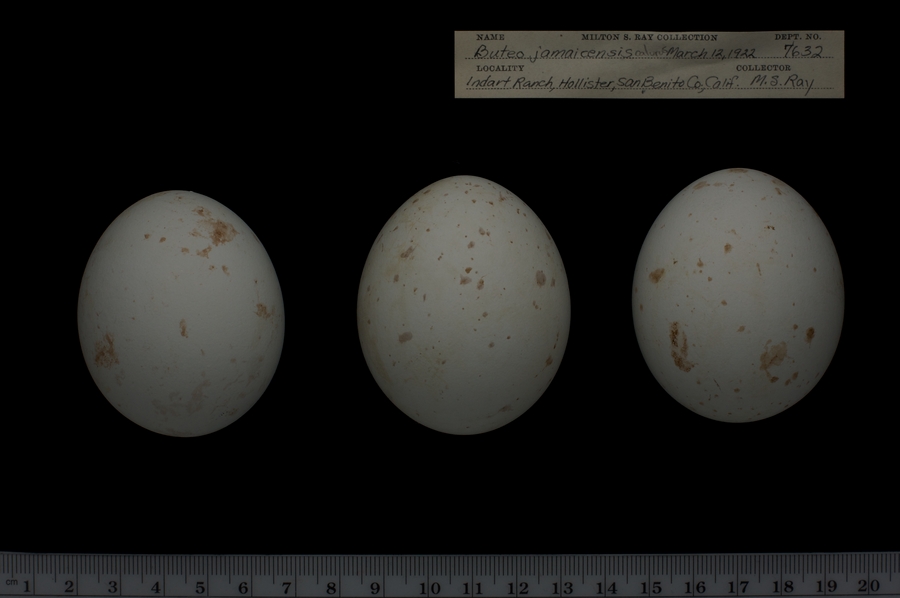 NAME MILTON S. RAY COLLECTION DEPT. NO.
Buteo jamaicensis March 12, 1922 7632
LOCALITY COLLECTOR
Indart Ranch, Hollister, San Benito Co, Calif. M.S. Ray
cm 1 2 3 4 5 6 7 8 9 10 11 12 13 14 15 16 17 18 19 20